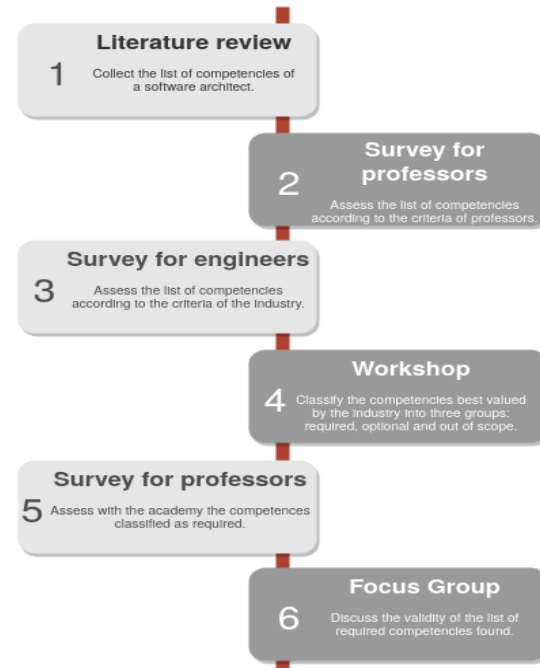 Literature review
1
Collect the list of competencies of
a software architect.
Survey for
professors
2
Assess the list of competencies
according to the criteria of professors.
Survey for engineers
3
Assess the list of competencies
according to the criteria of the industry.
Workshop
4
Classify the competencies best valued
by the industry into three groups:
required, optional and out of scope.
Survey for professors
5
Assess with the academy the competences
classified as required.
Focus Group
6
Discuss the validity of the list of
required competencies found.